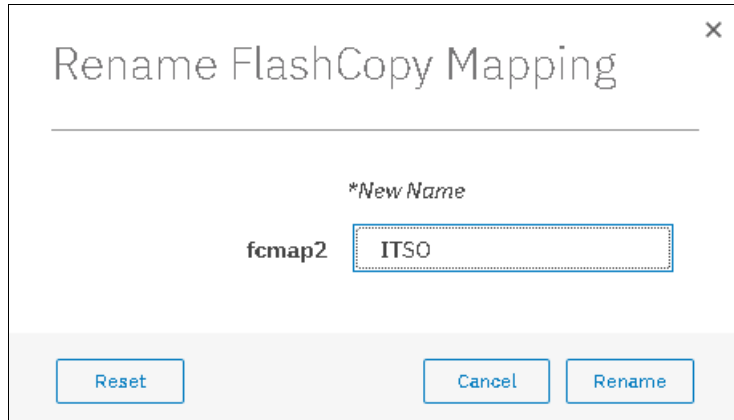 Rename FlashCopy Mapping
*New Name
fcmap2 ITSO
Reset Cancel Rename